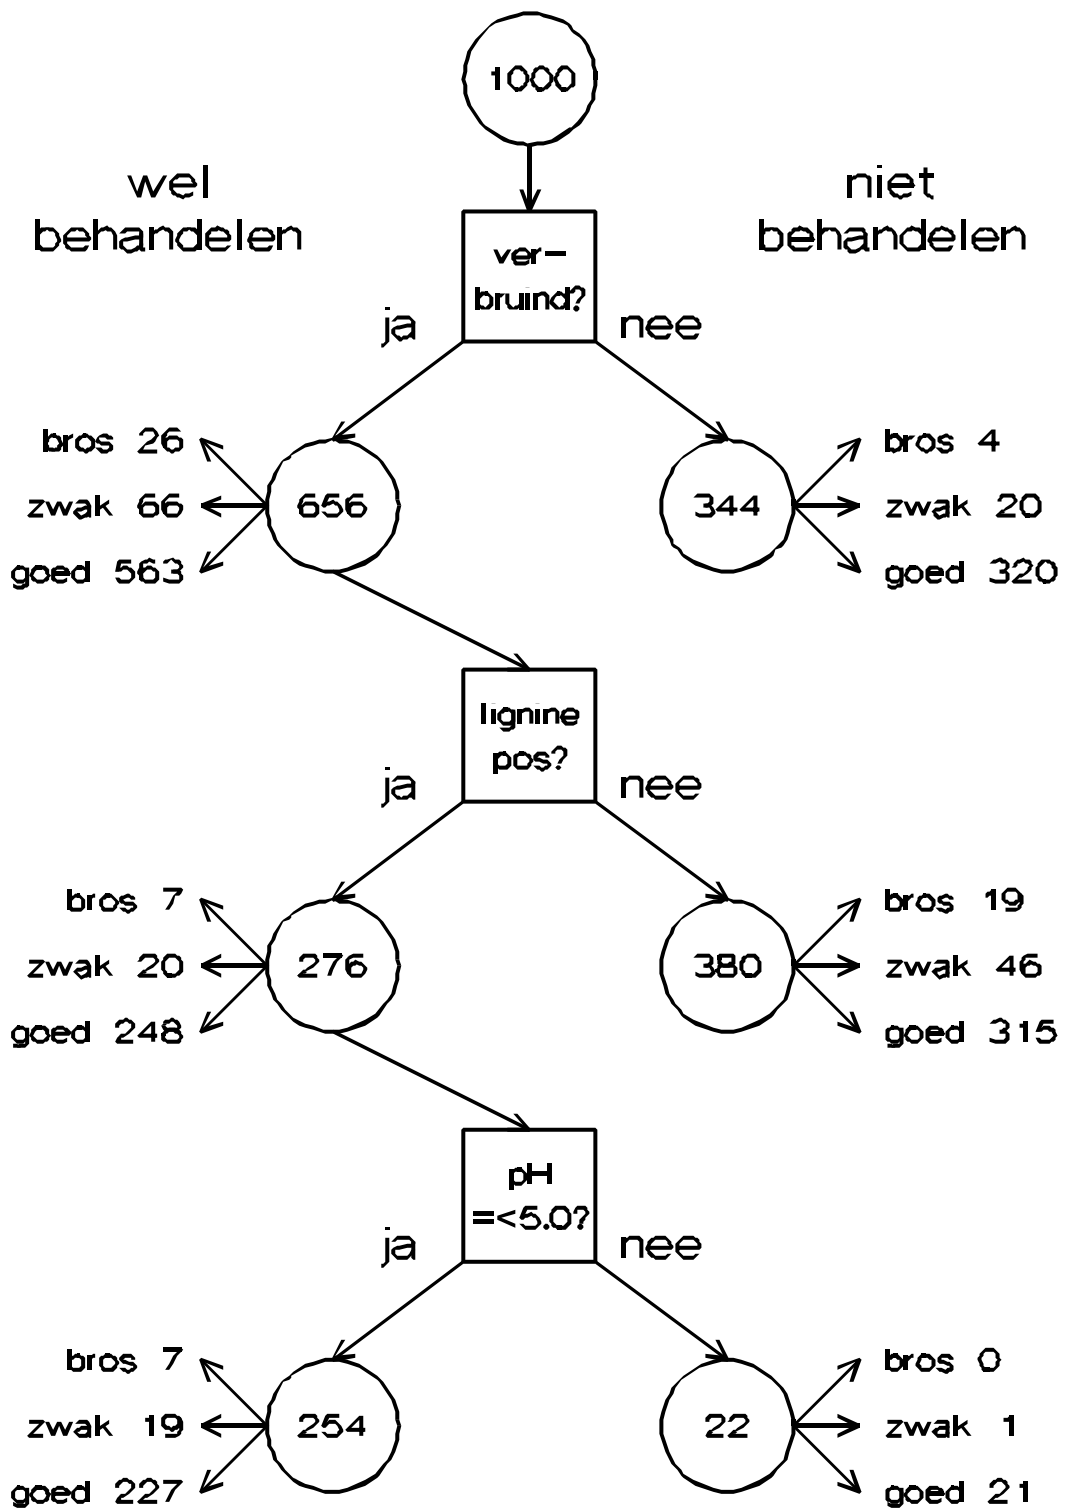 1000
wel
behandelen
niet
behandelen
ver-
bruind?
ja
nee
bros 26
zwak 66
goed 563
656
344
bros 4
zwak 20
goed 320
lignine
pos?
ja
nee
bros 7
zwak 20
goed 248
276
380
bros 19
zwak 46
goed 315
pH
=<5.0?
ja
nee
bros 7
zwak 19
goed 227
254
22
bros 0
zwak 1
goed 21